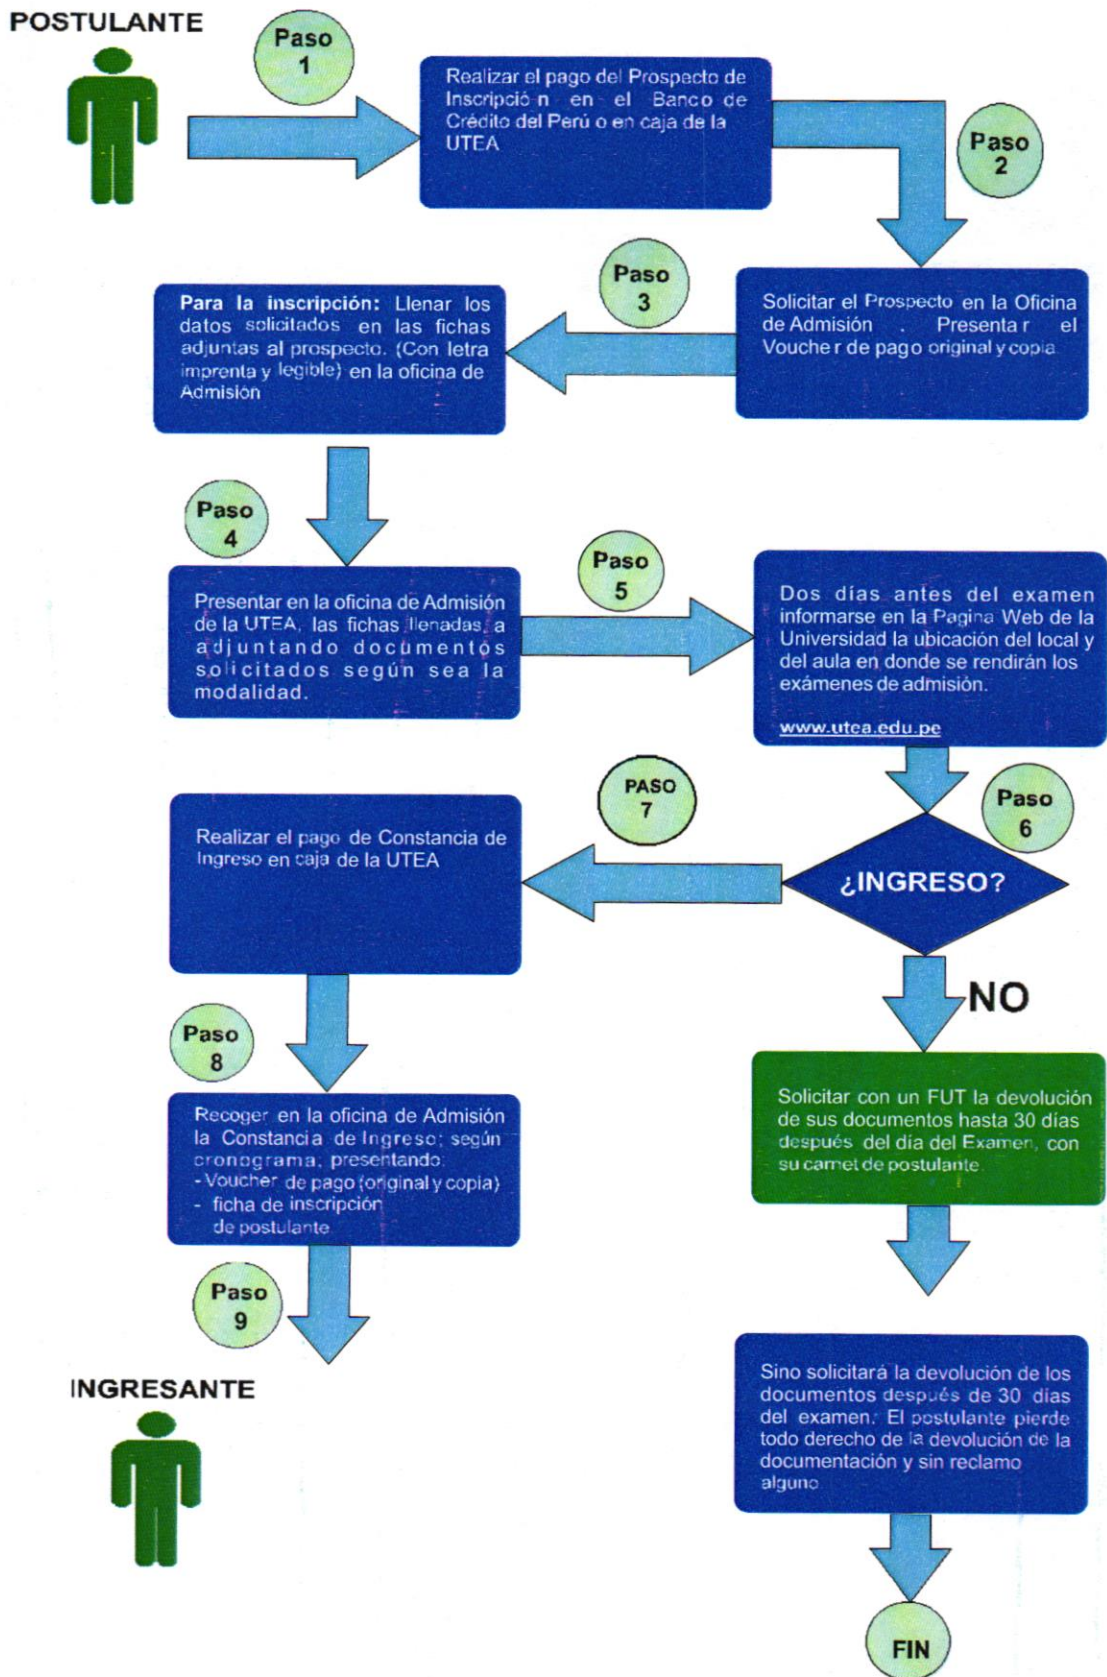 POSTULANTE
Paso
1
Realizar el pago del Prospecto de
Inscripción en el Banco de
Crédito del Perú o en caja de la
UTEA
Paso
2
Solicitar el Prospecto en la Oficina
de Admisión . Presentar el
Voucher de pago original y copia
Paso
3
Para la inscripción: Llenar los
datos solicitados en las fichas
adjuntas al prospecto. (Con letra
imprenta y legible) en la oficina de
Admisión
Paso
4
Presentar en la oficina de Admisión
de la UTEA, las fichas llenadas, a
adjuntando documentos
solicitados según sea la
modalidad.
Paso
5
Dos días antes del examen
informarse en la Pagina Web de la
Universidad la ubicación del local y
del aula en donde se rendirán los
exámenes de admisión.
www.utea.edu.pe
Paso
6
¿INGRESO?
PASO
7
Realizar el pago de Constancia de
Ingreso en caja de la UTEA
NO
Solicitar con un FUT la devolución
de sus documentos hasta 30 días
después del día del Examen, con
su carnet de postulante.
Paso
8
Recoger en la oficina de Admisión
la Constancia de Ingreso; según
cronograma; presentando:
- Voucher de pago (original y copia)
- ficha de inscripción
de postulante.
Paso
9
INGRESANTE
Sino solicitará la devolución de los
documentos después de 30 días
del examen. El postulante pierde
todo derecho de la devolución de la
documentación y sin reclamo
alguno.
FIN